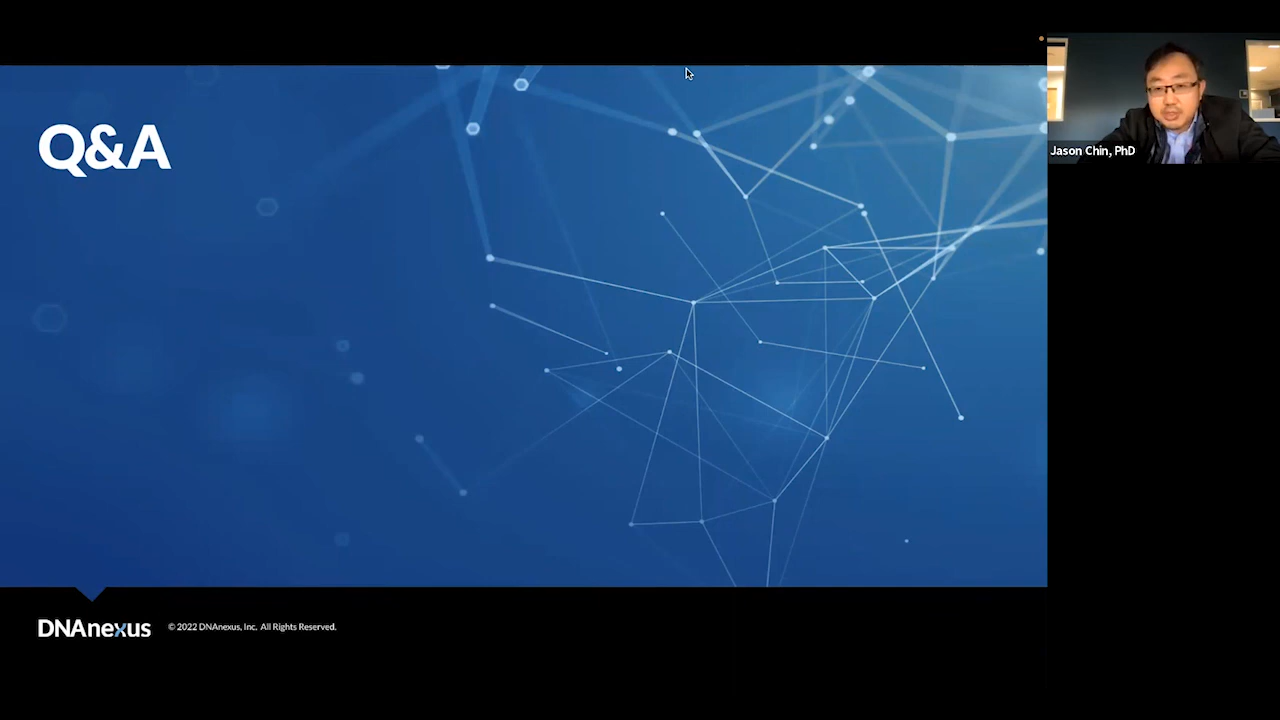 Q&A
Jason Chin, PhD
DNAnexus
© 2022 DNAnexus, Inc. All Rights Reserved.